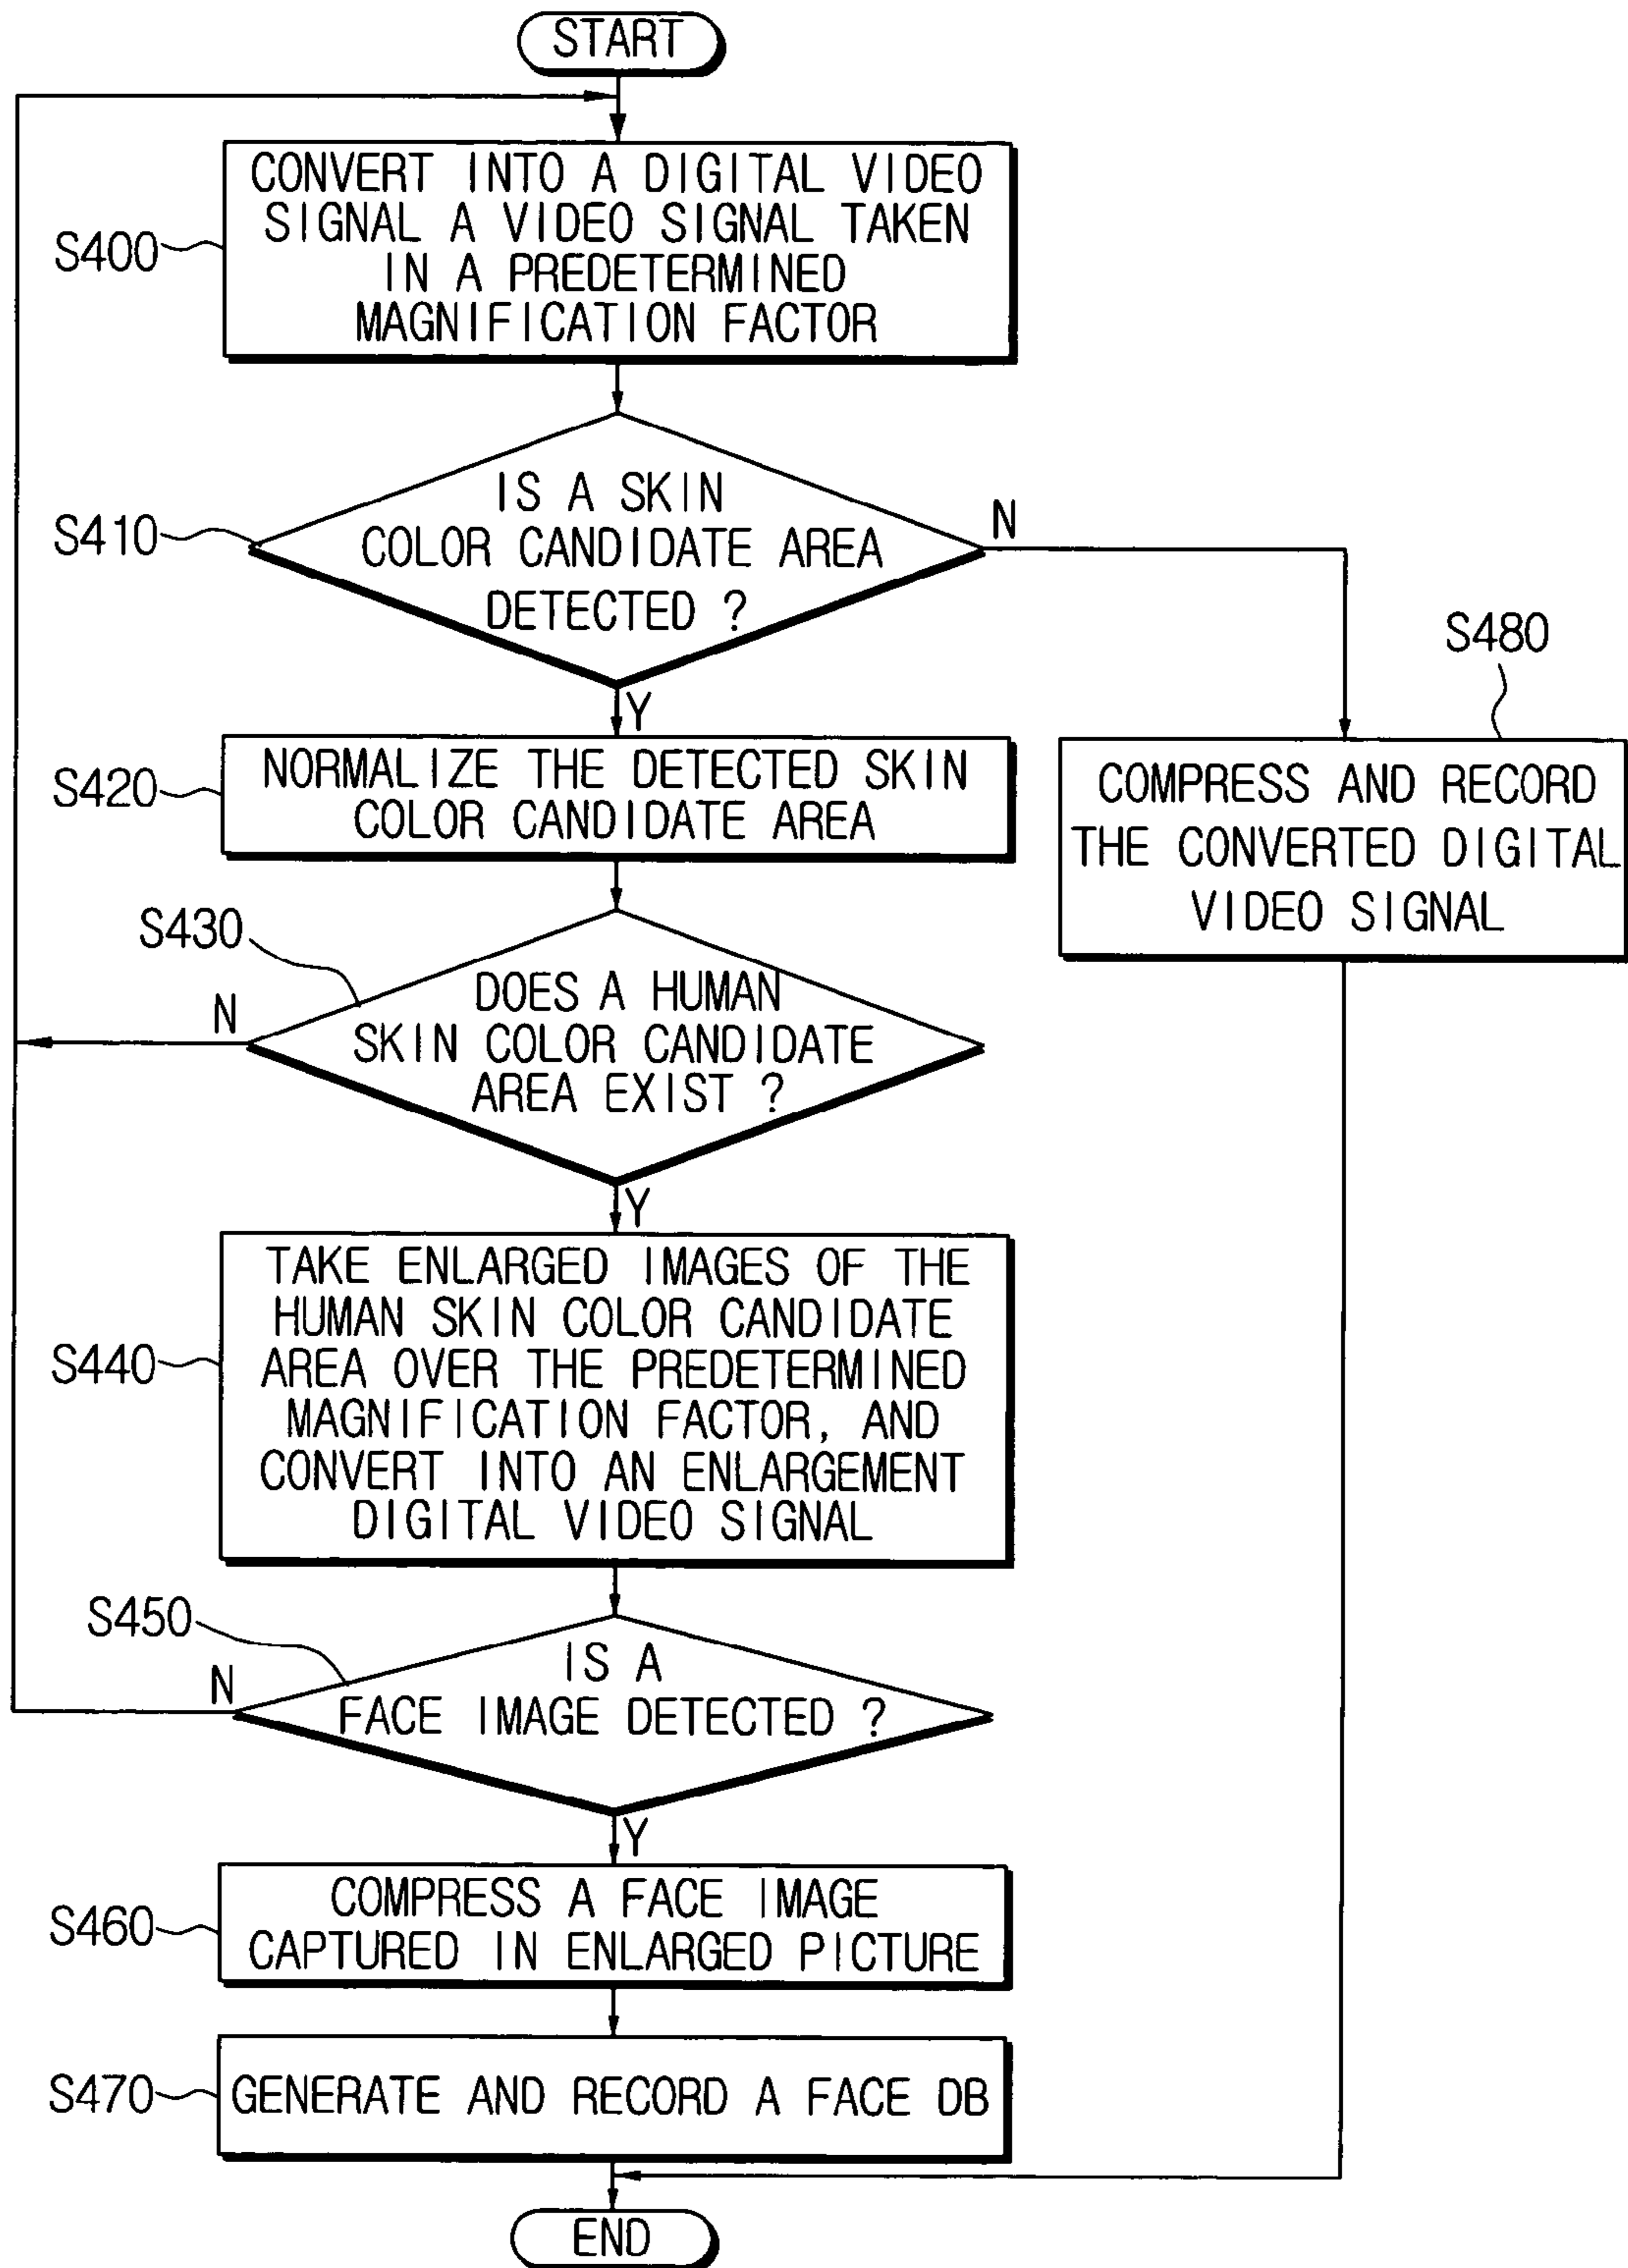 START
CONVERT INTO A DIGITAL VIDEO
SIGNAL A VIDEO SIGNAL TAKEN
IN A PREDETERMINED
MAGNIFICATION FACTOR
S400
IS A SKIN
COLOR CANDIDATE AREA
DETECTED ?
S410
N
Y
S480
COMPRESS AND RECORD
THE CONVERTED DIGITAL
VIDEO SIGNAL
NORMALIZE THE DETECTED SKIN
COLOR CANDIDATE AREA
S420
S430
DOES A HUMAN
SKIN COLOR CANDIDATE
AREA EXIST ?
N
Y
TAKE ENLARGED IMAGES OF THE
HUMAN SKIN COLOR CANDIDATE
AREA OVER THE PREDETERMINED
MAGNIFICATION FACTOR, AND
CONVERT INTO AN ENLARGEMENT
DIGITAL VIDEO SIGNAL
S440
S450
IS A
FACE IMAGE DETECTED ?
N
Y
COMPRESS A FACE IMAGE
CAPTURED IN ENLARGED PICTURE
S460
GENERATE AND RECORD A FACE DB
S470
END